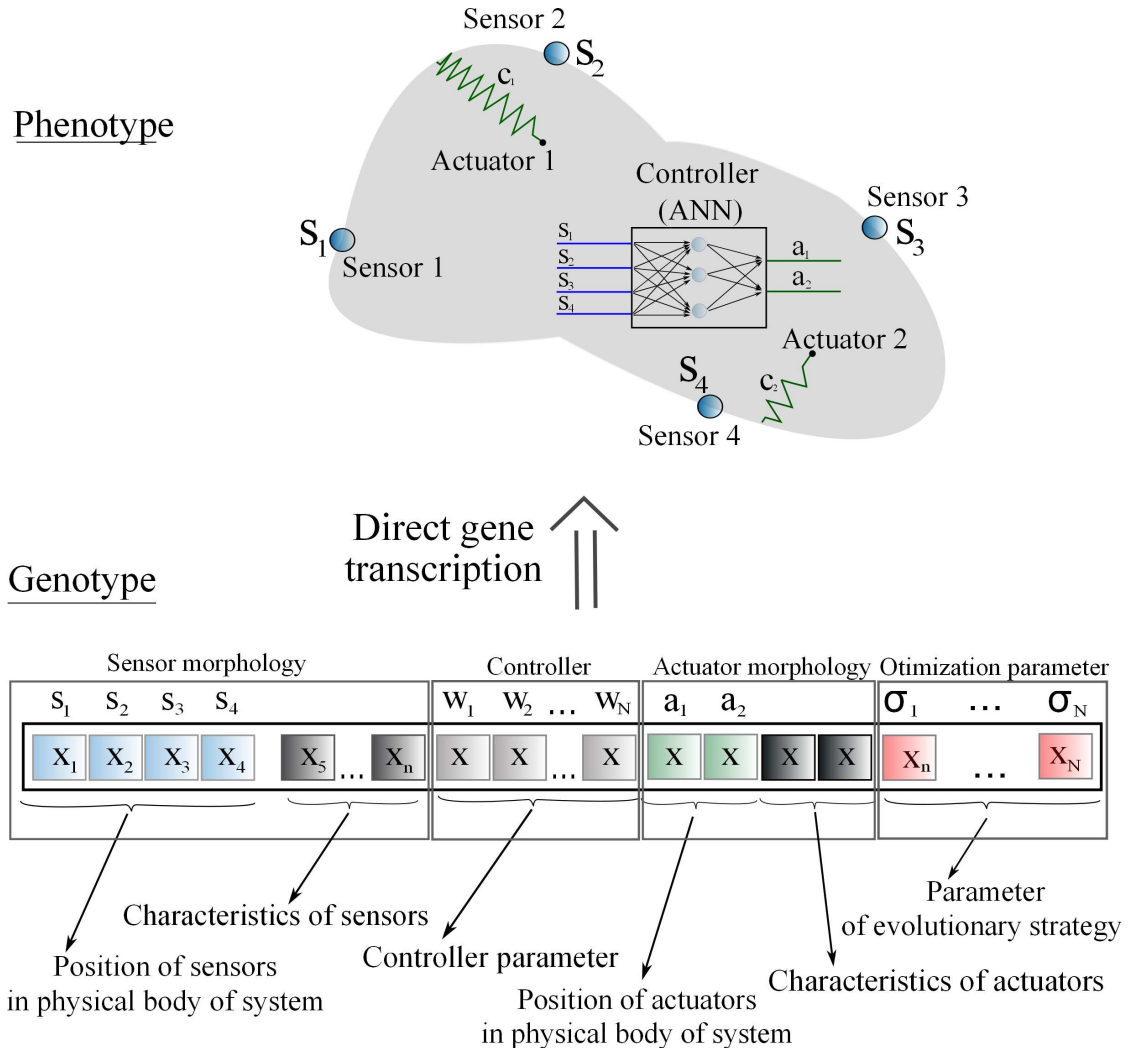 Sensor 2
S2
c1
Phenotype
Actuator 1
Controller
(ANN)
Sensor 3
S1
S3
Sensor 1
s1
s2
s3
s4
a1
a2
Actuator 2
S4
c2
Sensor 4
Direct gene
transcription
Genotype
Sensor morphology
Controller
Actuator morphology
Otimization parameter
s1 s2 s3 s4
w1 w2 ... wN
a1 a2
σ1 ... σN
x1 x2 x3 x4 x5 ... xn
x x ... x
x x x x
xn ... xN
Characteristics of sensors
Position of sensors
in physical body of system
Controller parameter
Position of actuators
in physical body of system
Characteristics of actuators
Parameter
of evolutionary strategy